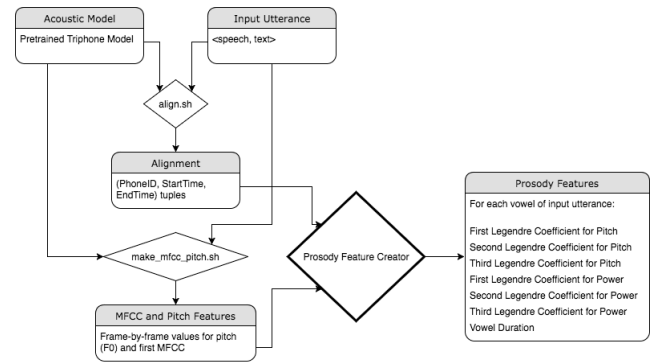 Acoustic Model
Pretrained Triphone Model
Input Utterance
<speech, text>
align.sh
Alignment
(PhoneID, StartTime,
EndTime) tuples
make_mfcc_pitch.sh
MFCC and Pitch Features
Frame-by-frame values for pitch
(F0) and first MFCC
Prosody Feature Creator
Prosody Features
For each vowel of input utterance:
First Legendre Coefficient for Pitch
Second Legendre Coefficient for Pitch
Third Legendre Coefficient for Pitch
First Legendre Coefficient for Power
Second Legendre Coefficient for Power
Third Legendre Coefficient for Power
Vowel Duration